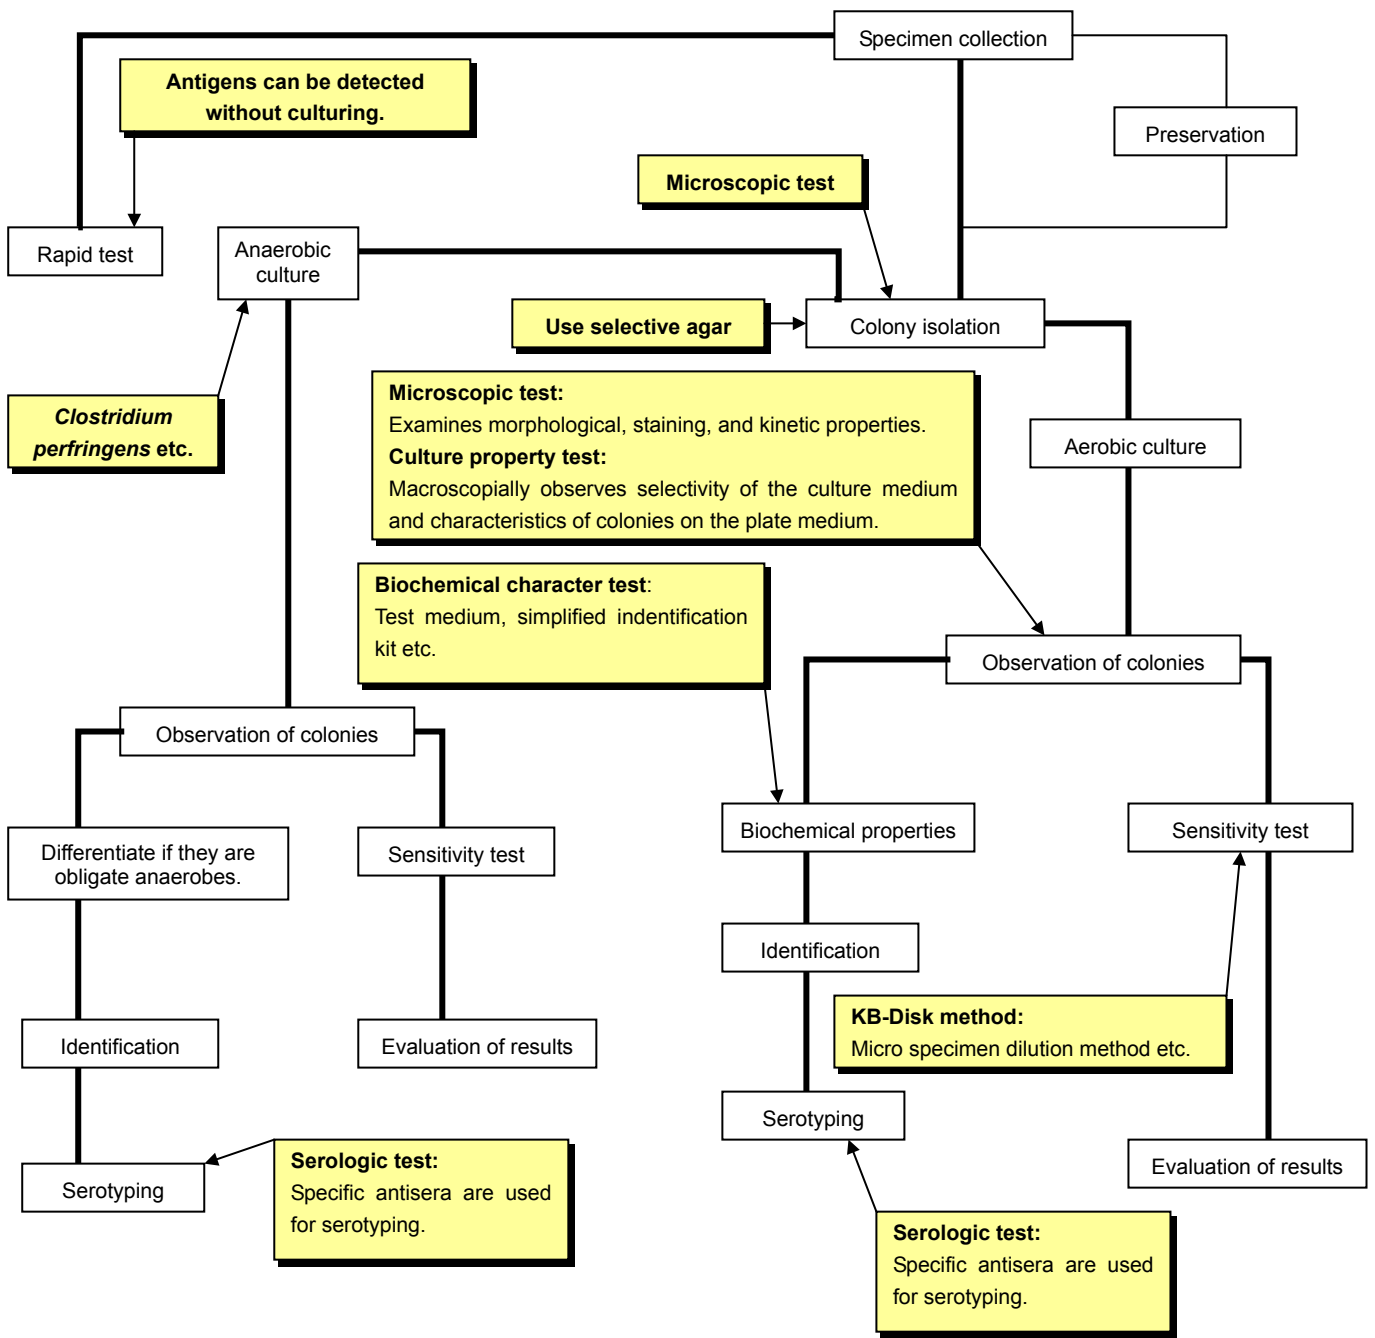 Specimen collection
Antigens can be detected
without culturing.
Preservation
Microscopic test
Rapid test
Anaerobic
culture
Use selective agar
Colony isolation
Clostridium
perfringens etc.
Microscopic test:
Examines morphological, staining, and kinetic properties.
Culture property test:
Macroscopially observes selectivity of the culture medium
and characteristics of colonies on the plate medium.
Aerobic culture
Biochemical character test:
Test medium, simplified indentification
kit etc.
Observation of colonies
Observation of colonies
Differentiate if they are
obligate anaerobes.
Sensitivity test
Biochemical properties
Sensitivity test
Identification
KB-Disk method:
Micro specimen dilution method etc.
Identification
Evaluation of results
Serotyping
Serologic test:
Specific antisera are used
for serotyping.
Serotyping
Evaluation of results
Serologic test:
Specific antisera are used
for serotyping.